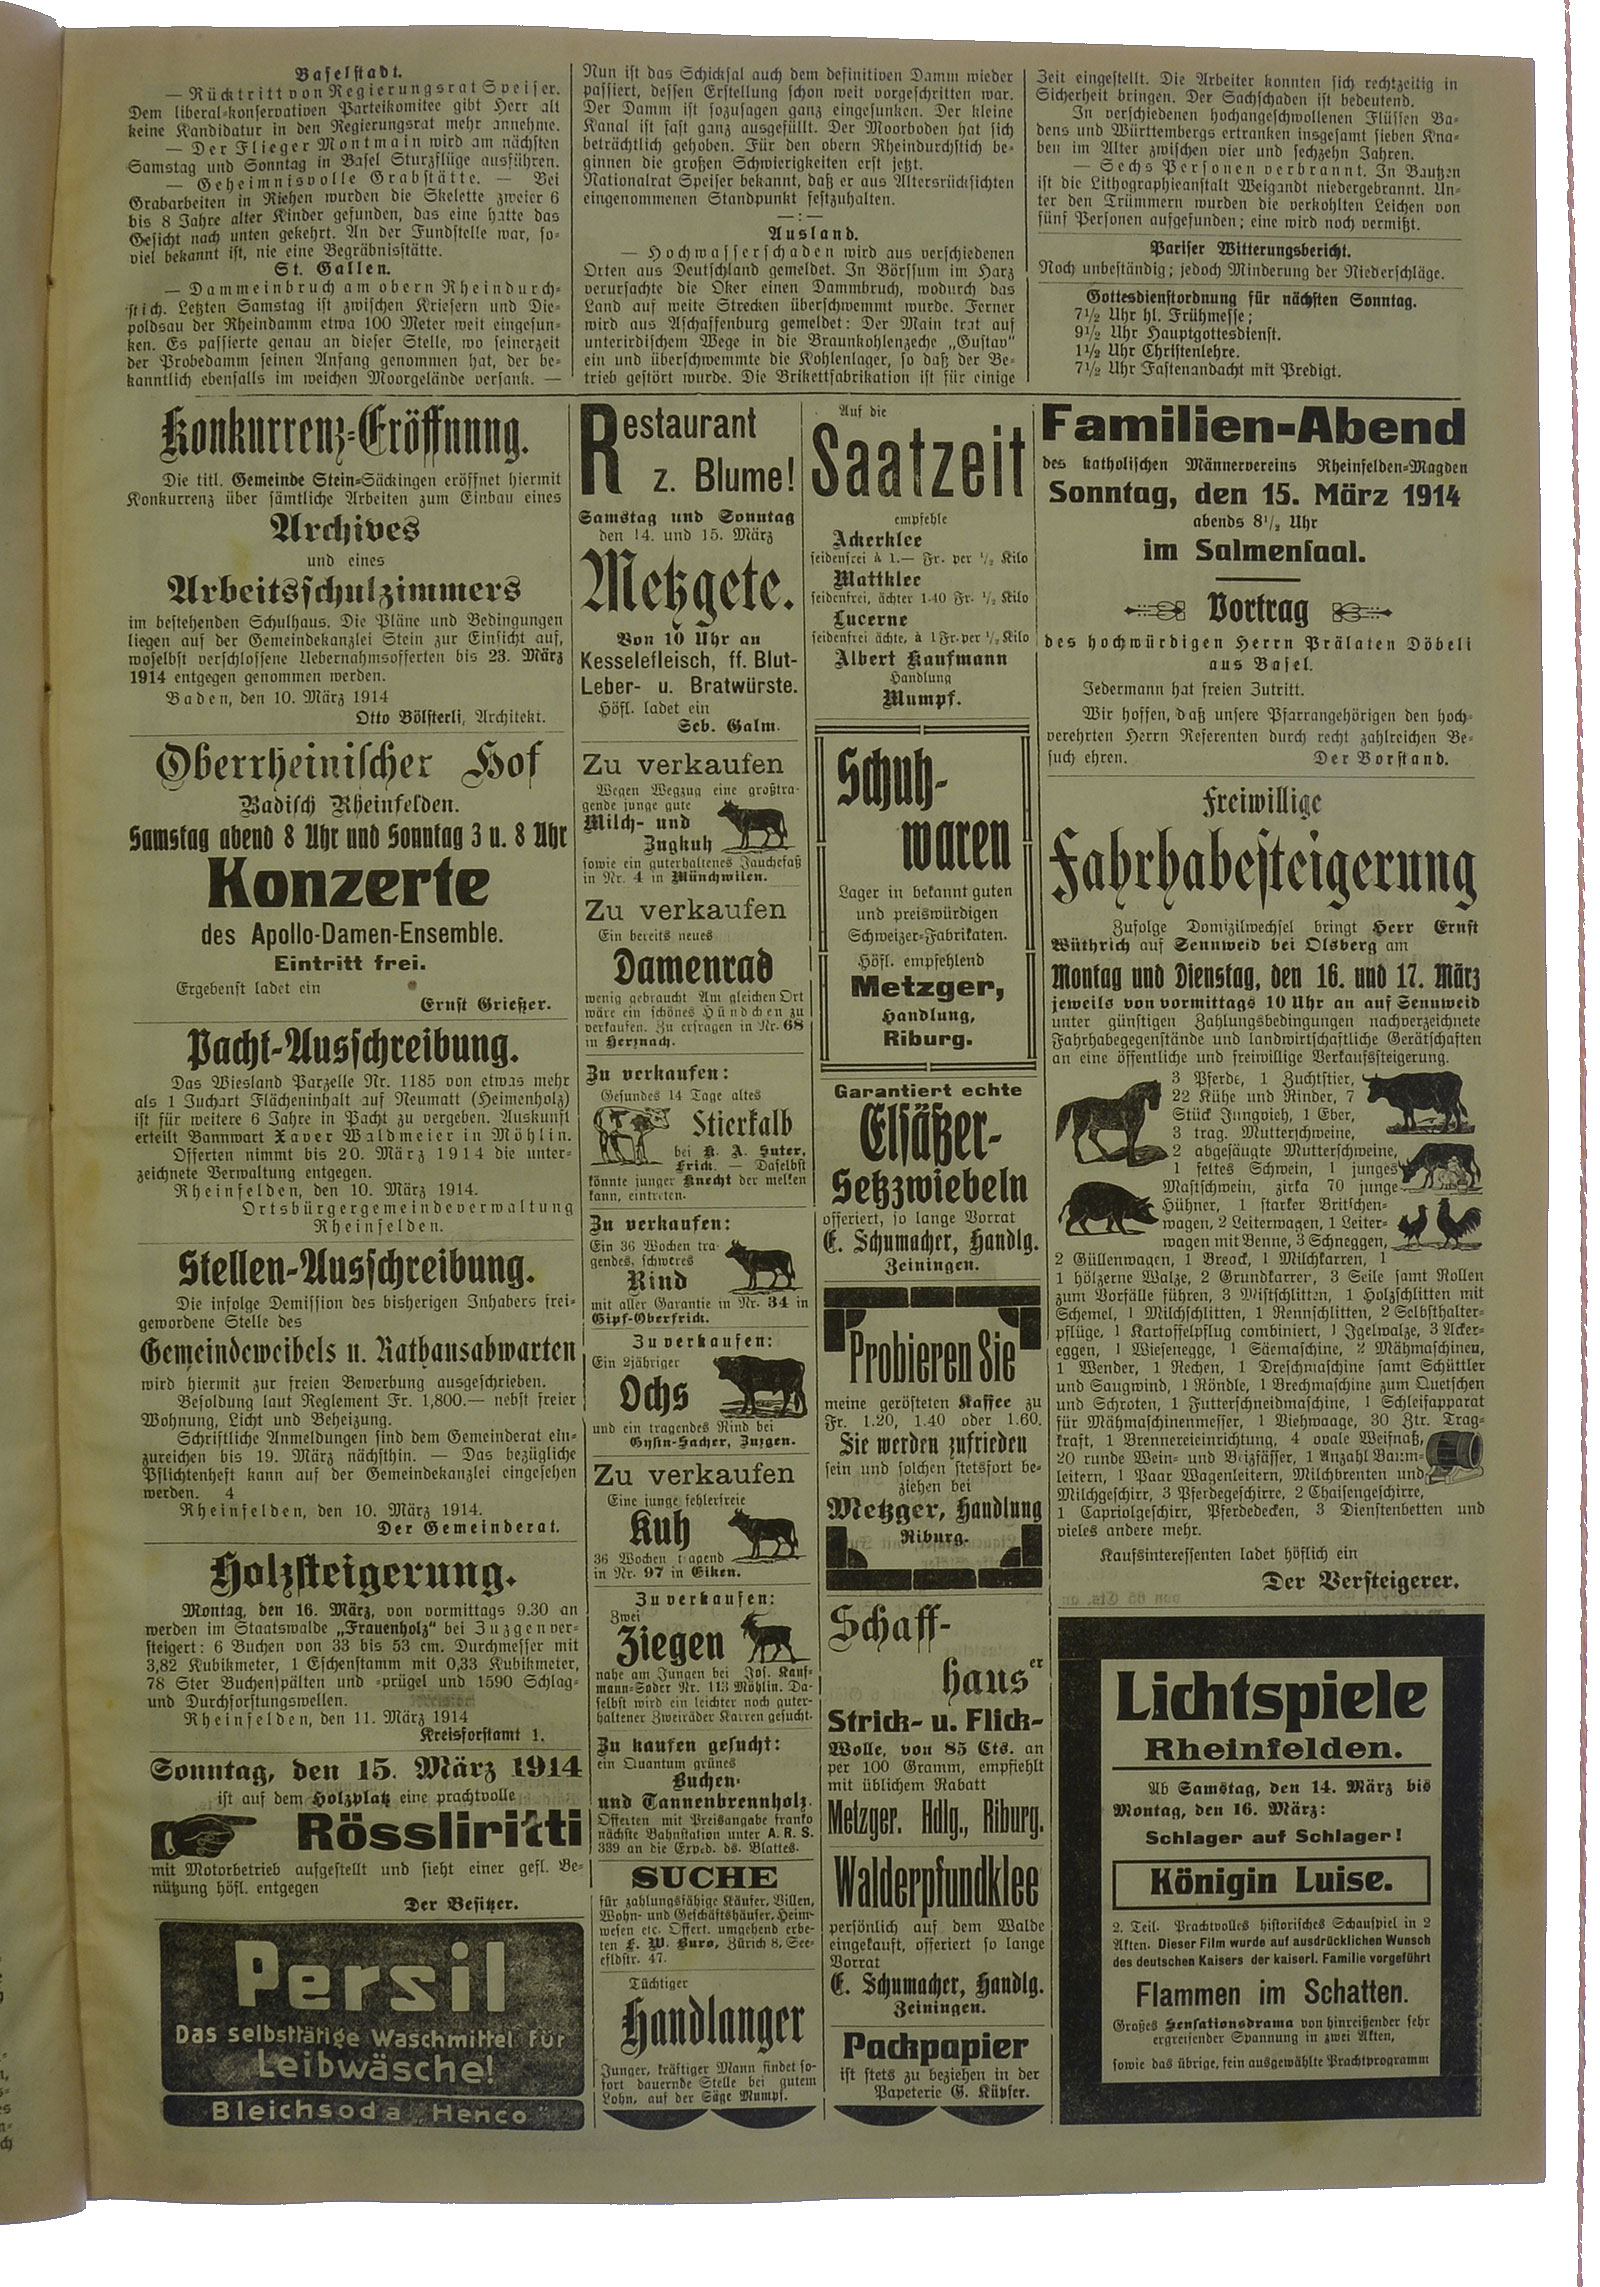 Baselstadt.
— Rücktritt von Regierungsrat Speiser.
Dem liberal-konservativen Parteikomitee gibt Herr alt
keine Kandidatur in den Regierungsrat mehr annehme.
— Der Flieger Montmain wird am nächsten
Samstag und Sonntag in Basel Sturzflüge ausführen.
— Geheimnisvolle Grabstätte. — Bei
Grabarbeiten in Riehen wurden die Skelette zweier 6
bis 8 Jahre alter Kinder gefunden, das eine hatte das
Gesicht nach unten gekehrt. An der Fundstelle war, so-
viel bekannt ist, nie eine Begräbnisstätte.
St. Gallen.
— Dammeinbruch am obern Rheindurch-
stich. Letzten Samstag ist zwischen Kriesern und Die-
poldsau der Rheindamm etwa 100 Meter weit eingesun-
ken. Es passierte genau an dieser Stelle, wo seinerzeit
der Probedamm seinen Anfang genommen hat, der be-
kanntlich ebenfalls im weichen Moorgelände versank. —
Nun ist das Schicksal auch dem definitiven Damm wieder
passiert, dessen Erstellung schon weit vorgeschritten war.
Der Damm ist sozusagen ganz eingesunken. Der kleine
Kanal ist fast ganz ausgefüllt. Der Moorboden hat sich
beträchtlich gehoben. Für den obern Rheindurchstich be-
ginnen die großen Schwierigkeiten erst jetzt.
Nationalrat Speiser bekannt, daß er aus Altersrücksichten
eingenommenen Standpunkt festzuhalten.
—:—
Ausland.
— Hochwasserschaden wird aus verschiedenen
Orten aus Deutschland gemeldet. In Börssum im Harz
verursachte die Oker einen Dammbruch, wodurch das
Land auf weite Strecken überschwemmt wurde. Ferner
wird aus Aschaffenburg gemeldet: Der Main trat auf
unterirdischem Wege in die Braunkohlenzeche „Gustav"
ein und überschwemmte die Kohlenlager, so daß der Be-
trieb gestört wurde. Die Brikettfabrikation ist für einige
Zeit eingestellt. Die Arbeiter konnten sich rechtzeitig in
Sicherheit bringen. Der Sachschaden ist bedeutend.
In verschiedenen hochangeschwollenen Flüssen Ba-
dens und Württembergs ertranken insgesamt sieben Kna-
ben im Alter zwischen vier und sechzehn Jahren.
— Sechs Personen verbrannt. In Bautzen
ist die Lithographieanstalt Weigandt niedergebrannt. Un-
ter den Trümmern wurden die verkohlten Leichen von
fünf Personen aufgefunden; eine wird noch vermißt.
Pariser Witterungsbericht.
Noch unbeständig; jedoch Minderung der Niederschläge.
Gottesdienstordnung für nächsten Sonntag.
7½ Uhr hl. Frühmesse;
9½ Uhr Hauptgottesdienst.
1½ Uhr Christenlehre.
7½ Uhr Fastenandacht mit Predigt.
Konkurrenz-Eröffnung.
Die titl. Gemeinde Stein-Säckingen eröffnet hiermit
Konkurrenz über sämtliche Arbeiten zum Einbau eines
Archives
und eines
Arbeitsschulzimmers
im bestehenden Schulhaus. Die Pläne und Bedingungen
liegen auf der Gemeindekanzlei Stein zur Einsicht auf,
woselbst verschlossene Uebernahmsofferten bis 23. März
1914 entgegen genommen werden.
Baden, den 10. März 1914
Otto Bölsterli, Architekt.
Oberrheinischer Hof
Badisch Rheinfelden.
Samstag abend 8 Uhr und Sonntag 3 u. 8 Uhr
Konzerte
des Apollo-Damen-Ensemble.
Eintritt frei.
Ergebenst ladet ein
Ernst Grießer.
Pacht-Ausschreibung.
Das Wiesland Parzelle Nr. 1185 von etwas mehr
als 1 Juchart Flächeninhalt auf Neumatt (Heimenholz)
ist für weitere 6 Jahre in Pacht zu vergeben. Auskunft
erteilt Bannwart Xaver Waldmeier in Möhlin.
Offerten nimmt bis 20. März 1914 die unter-
zeichnete Verwaltung entgegen.
Rheinfelden, den 10. März 1914.
Ortsbürgergemeindeverwaltung
Rheinfelden.
Stellen-Ausschreibung.
Die infolge Demission des bisherigen Inhabers frei-
gewordene Stelle des
Gemeindeweibels u. Rathausabwarten
wird hiermit zur freien Bewerbung ausgeschrieben.
Besoldung laut Reglement Fr. 1,800.— nebst freier
Wohnung, Licht und Beheizung.
Schriftliche Anmeldungen sind dem Gemeinderat ein-
zureichen bis 19. März nächsthin. — Das bezügliche
Pflichtenheft kann auf der Gemeindekanzlei eingesehen
werden. 4
Rheinfelden, den 10. März 1914.
Der Gemeinderat.
Holzsteigerung.
Montag, den 16. März, von vormittags 9.30 an
werden im Staatswalde „Frauenholz" bei Zuzgen ver-
steigert: 6 Buchen von 33 bis 53 cm. Durchmesser mit
3,82 Kubikmeter, 1 Eschenstamm mit 0,33 Kubikmeter,
78 Ster Buchenspälten und -prügel und 1590 Schlag-
und Durchforstungswellen.
Rheinfelden, den 11. März 1914
Kreisforstamt 1.
Sonntag, den 15. März 1914
ist auf dem Holzplatz eine prachtvolle
Rössliritti
mit Motorbetrieb aufgestellt und sieht einer gefl. Be-
nützung höfl. entgegen
Der Besitzer.
Persil
Das selbsttätige Waschmittel für
Leibwäsche!
Bleichsoda „Henco"
Restaurant
z. Blume!
Samstag und Sonntag
den 14. und 15. März
Metzgete.
Von 10 Uhr an
Kesselefleisch, ff. Blut-
Leber- u. Bratwürste.
Höfl. ladet ein
Seb. Galm.
Zu verkaufen
Wegen Wegzug eine großtra-
gende junge gute
Milch- und
Zugkuh
sowie ein guterhaltenes Jauchefaß
in Nr. 4 in Münchwilen.
Zu verkaufen
Ein bereits neues
Damenrad
wenig gebraucht Am gleichen Ort
wäre ein schönes Hündchen zu
verkaufen. Zu erfragen in Nr. 68
in Herznach.
Zu verkaufen:
Gesundes 14 Tage altes
Stierkalb
bei K. A. Suter,
Frick. — Daselbst
könnte junger Knecht der melken
kann, eintreten.
Zu verkaufen:
Ein 36 Wochen tra-
gendes, schweres
Rind
mit aller Garantie in Nr. 34 in
Gipf-Oberfrick.
Zu verkaufen:
Ein 2jähriger
Ochs
und ein tragendes Rind bei
Gysin-Sacher, Zuzgen.
Zu verkaufen
Eine junge fehlerfreie
Kuh
36 Wochen tragend
in Nr. 97 in Eiken.
Zu verkaufen:
Zwei
Ziegen
nahe am Jungen bei Jos. Kauf-
mann-Soder Nr. 113 Möhlin. Da-
selbst wird ein leichter noch guter-
haltener Zweiräder Karren gesucht.
Zu kaufen gesucht:
ein Quantum grünes
Buchen-
und Tannenbrennholz.
Offerten mit Preisangabe franko
nächste Bahnstation unter A. R. S.
339 an die Exped. ds. Blattes.
SUCHE
für zahlungsfähige Käufer, Villen,
Wohn- und Geschäftshäuser, Heim-
wesen etc. Offert. umgehend erbe-
ten F. W. Buro, Zürich 8, See-
efldstr. 47.
Tüchtiger
Handlanger
Junger, kräftiger Mann findet so-
fort dauernde Stelle bei gutem
Lohn, auf der Säge Mumpf.
Auf die
Saatzeit
empfehle
Ackerklee
seidenfrei à 1.— Fr. per ½ Kilo
Mattklee
seidenfrei, ächter 1.40 Fr. ½ Kilo
Lucerne
seidenfrei ächte, à 1 Fr. per ½ Kilo
Albert Kaufmann
Handlung
Mumpf.
Schuh-
waren
Lager in bekannt guten
und preiswürdigen
Schweizer-Fabrikaten.
Höfl. empfehlend
Metzger,
Handlung,
Riburg.
Garantiert echte
Elsäßer-
Setzzwiebeln
offeriert, so lange Vorrat
E. Schumacher, Handlg.
Zeiningen.
Probieren Sie
meine gerösteten Kaffee zu
Fr. 1.20, 1.40 oder 1.60.
Sie werden zufrieden
sein und solchen stetsfort be-
ziehen bei
Metzger, Handlung
Riburg.
Schaff-
hauser
Strick- u. Flick-
Wolle, von 85 Cts. an
per 100 Gramm, empfiehlt
mit üblichem Rabatt
Metzger. Hdlg., Riburg.
Walderpfundklee
persönlich auf dem Walde
eingekauft, offeriert so lange
Vorrat
E. Schumacher, Handlg.
Zeiningen.
Packpapier
ist stets zu beziehen in der
Papeterie G. Küpfer.
Familien-Abend
des katholischen Männervereins Rheinfelden-Magden
Sonntag, den 15. März 1914
abends 8½ Uhr
im Salmensaal.
Vortrag
des hochwürdigen Herrn Prälaten Döbeli
aus Basel.
Jedermann hat freien Zutritt.
Wir hoffen, daß unsere Pfarrangehörigen den hoch-
verehrten Herrn Referenten durch recht zahlreichen Be-
such ehren. Der Vorstand.
Freiwillige
Fahrhabesteigerung
Zufolge Domizilwechsel bringt Herr Ernst
Wüthrich auf Sennweid bei Olsberg am
Montag und Dienstag, den 16. und 17. März
jeweils von vormittags 10 Uhr an auf Sennweid
unter günstigen Zahlungsbedingungen nachverzeichnete
Fahrhabegegenstände und landwirtschaftliche Gerätschaften
an eine öffentliche und freiwillige Verkaufssteigerung.
3 Pferde, 1 Zuchtstier,
22 Kühe und Rinder, 7
Stück Jungvieh, 1 Eber,
3 trag. Mutterschweine,
2 abgesäugte Mutterschweine,
1 feltes Schwein, 1 junges
Mastschwein, zirka 70 junge
Hühner, 1 starker Britschen-
wagen, 2 Leiterwagen, 1 Leiter-
wagen mit Benne, 3 Schneggen,
2 Güllenwagen, 1 Breock, 1 Milchkarren, 1
1 hölzerne Walze, 2 Grundkarrer, 3 Seile samt Rollen
zum Vorfälle führen, 3 Mistschlitten, 1 Holzschlitten mit
Schemel, 1 Milchschlitten, 1 Rennschlitten, 2 Selbsthalter-
pflüge, 1 Kartoffelpflug combiniert, 1 Igelwalze, 3 Acker-
eggen, 1 Wiesenegge, 1 Säemaschine, 2 Mähmaschinen,
1 Wender, 1 Rechen, 1 Dreschmaschine samt Schüttler
und Saugwind, 1 Röndle, 1 Brechmaschine zum Quetschen
und Schroten, 1 Futterschneidmaschine, 1 Schleifapparat
für Mähmaschinenmesser, 1 Viehwaage, 30 Ztr. Trag-
kraft, 1 Brennereieinrichtung, 4 ovale Weinfaß,
20 runde Wein- und Beizfässer, 1 Anzahl Baum-
leitern, 1 Paar Wagenleitern, Milchbrenten und
Milchgeschirr, 3 Pferdegeschirre, 2 Chaisengeschirre,
1 Capriolgeschirr, Pferdedecken, 3 Dienstenbetten und
vieles andere mehr.
Kaufsinteressenten ladet höflich ein
Der Versteigerer.
Lichtspiele
Rheinfelden.
Ab Samstag, den 14. März bis
Montag, den 16. März:
Schlager auf Schlager!
Königin Luise.
2. Teil. Prachtvolles historisches Schauspiel in 2
Akten. Dieser Film wurde auf ausdrücklichen Wunsch
des deutschen Kaisers der kaiserl. Familie vorgeführt
Flammen im Schatten.
Großes Sensationsdrama von hinreißender sehr
ergreifender Spannung in zwei Akten,
sowie das übrige, fein ausgewählte Prachtprogramm